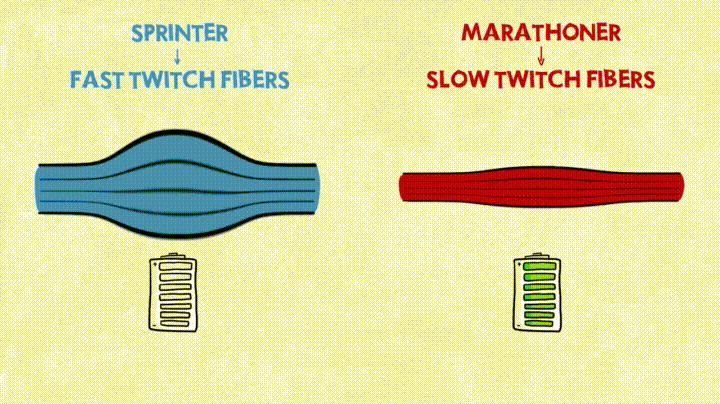 SPRINTER
FAST TWITCH FIBERS
MARATHONER
SLOW TWITCH FIBERS
+
-
+
-